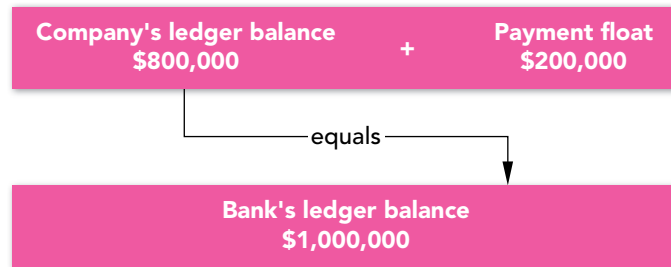 Company's ledger balance
$800,000
+
Payment float
$200,000
equals
Bank's ledger balance
$1,000,000